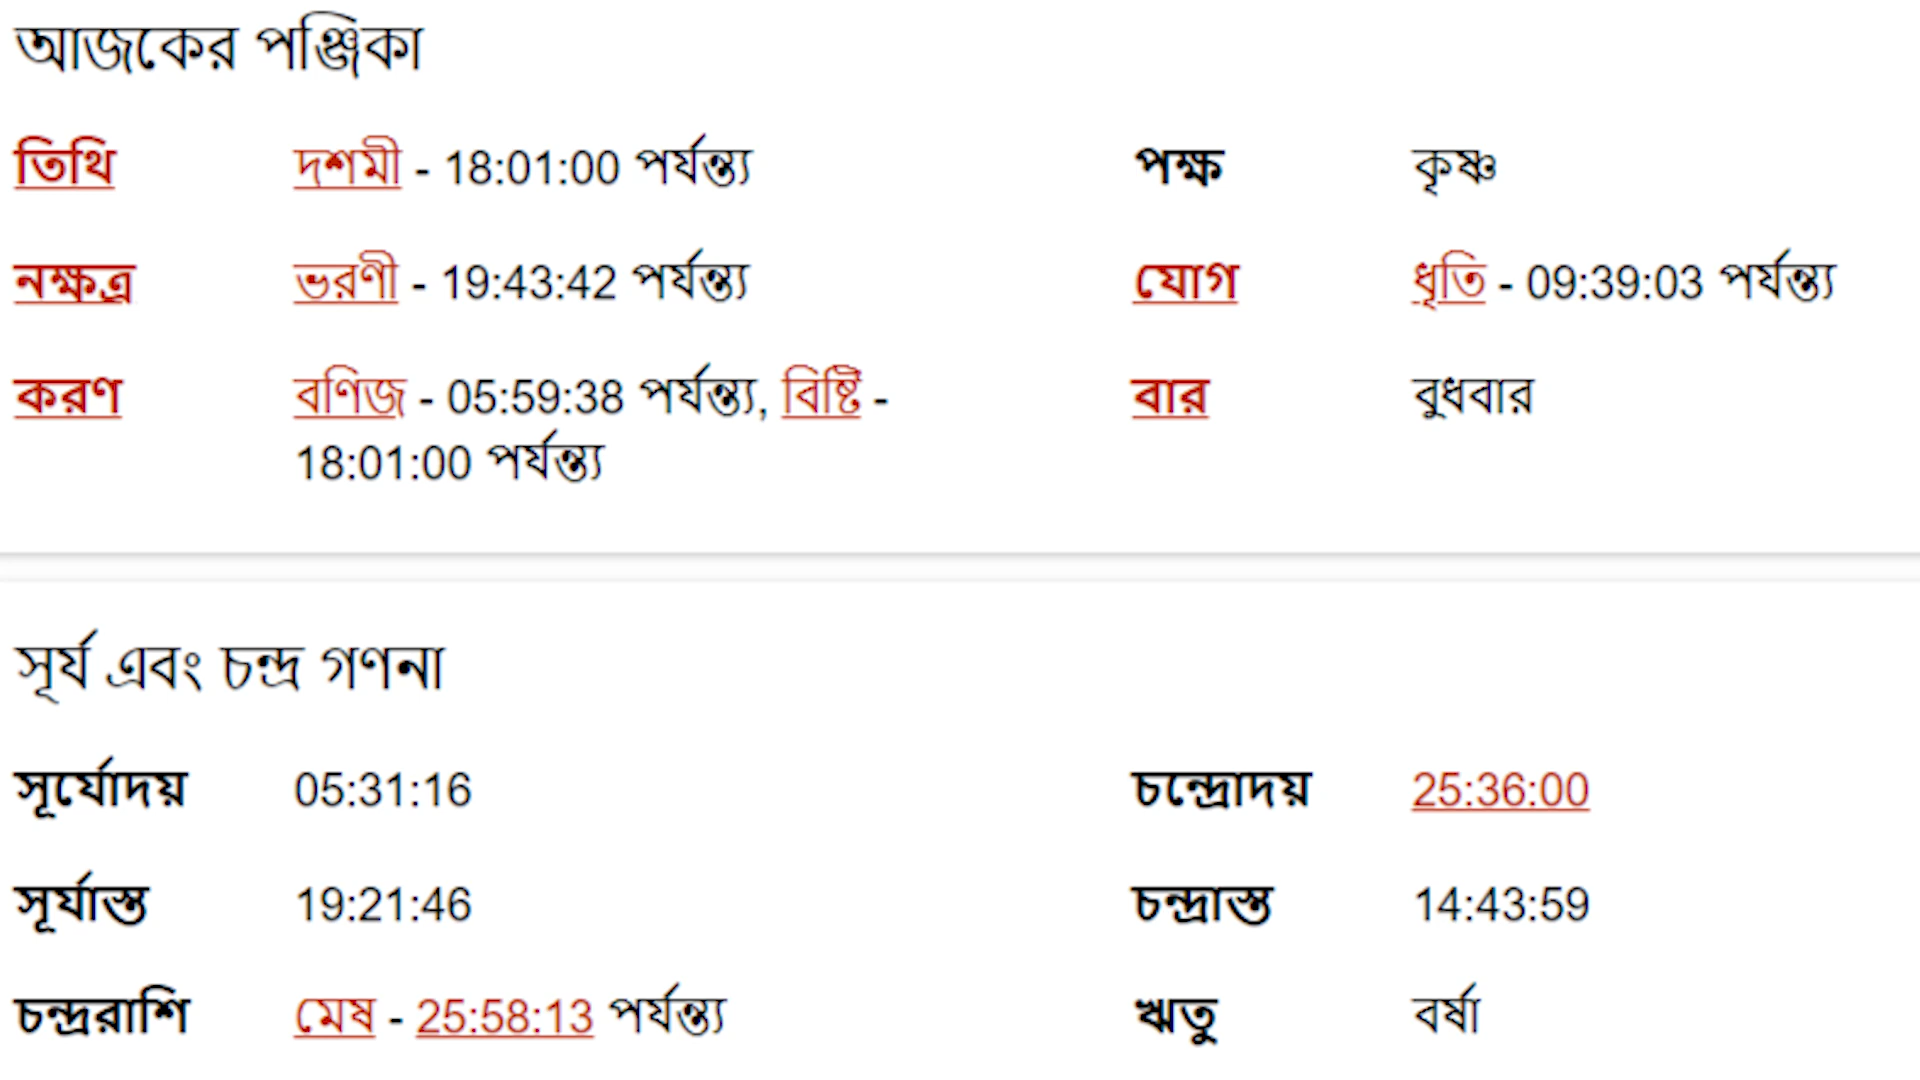 আজকের পঞ্জিকা
তিথি দশমী - 18:01:00 পর্যন্ত্য পক্ষ কৃষ্ণ
নক্ষত্র ভরণী - 19:43:42 পর্যন্ত্য যোগ ধৃতি - 09:39:03 পর্যন্ত্য
করণ বণিজ - 05:59:38 পর্যন্ত্য, বিষ্টি - বার বুধবার
18:01:00 পর্যন্ত্য
সূর্য এবং চন্দ্র গণনা
সূর্যোদয় 05:31:16 চন্দ্রোদয় 25:36:00
সূর্যাস্ত 19:21:46 চন্দ্রাস্ত 14:43:59
চন্দ্ররাশি মেষ - 25:58:13 পর্যন্ত্য ঋতু বর্ষা